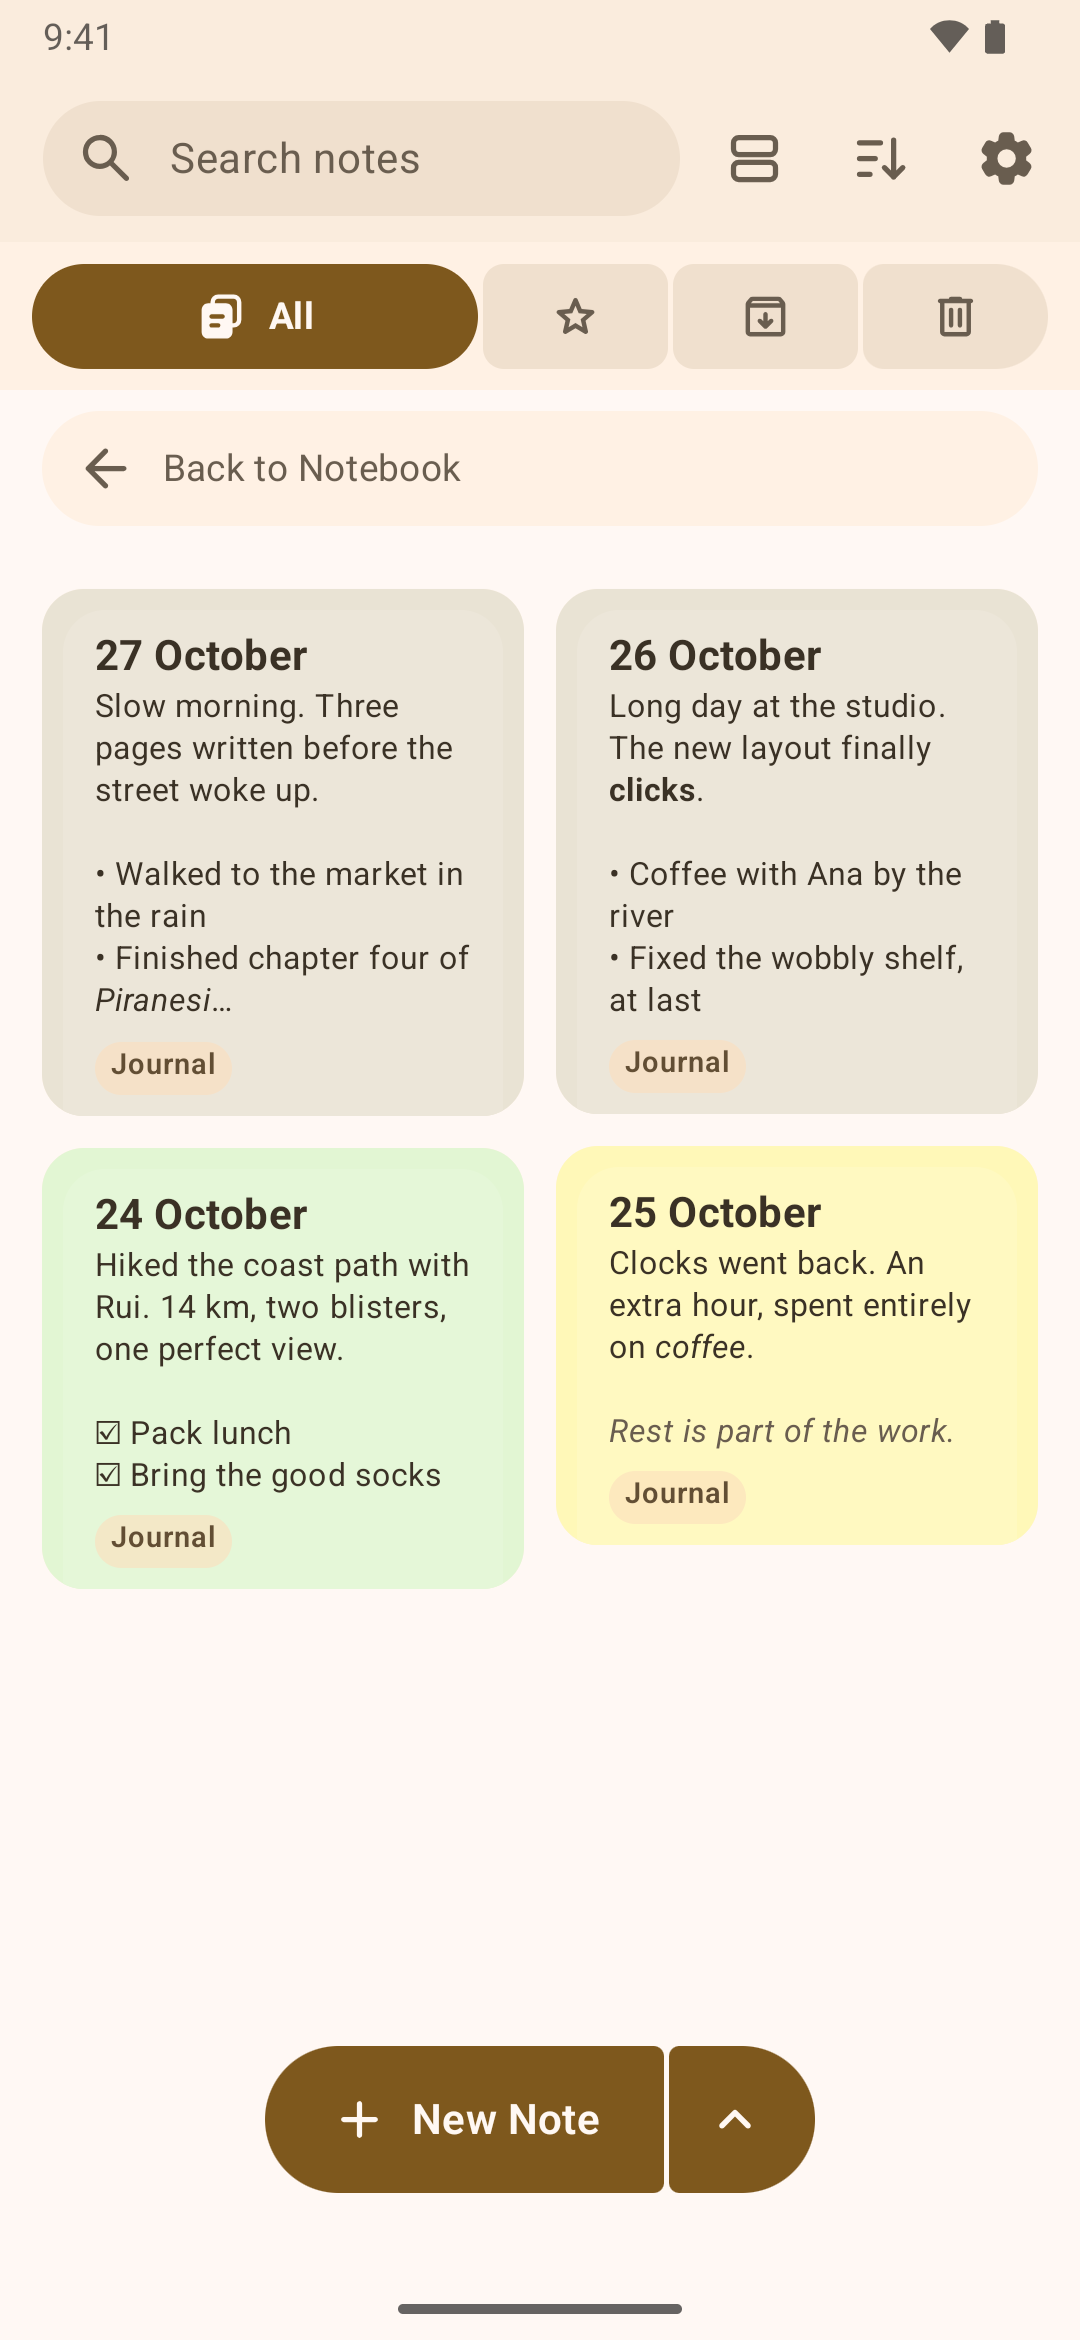 9:41
Search notes
All
Back to Notebook
27 October
Slow morning. Three
pages written before the
street woke up.
• Walked to the market in
the rain
• Finished chapter four of
Piranesi…
Journal
26 October
Long day at the studio.
The new layout finally
clicks.
• Coffee with Ana by the
river
• Fixed the wobbly shelf,
at last
Journal
24 October
Hiked the coast path with
Rui. 14 km, two blisters,
one perfect view.
☑ Pack lunch
☑ Bring the good socks
Journal
25 October
Clocks went back. An
extra hour, spent entirely
on coffee.
Rest is part of the work.
Journal
New Note